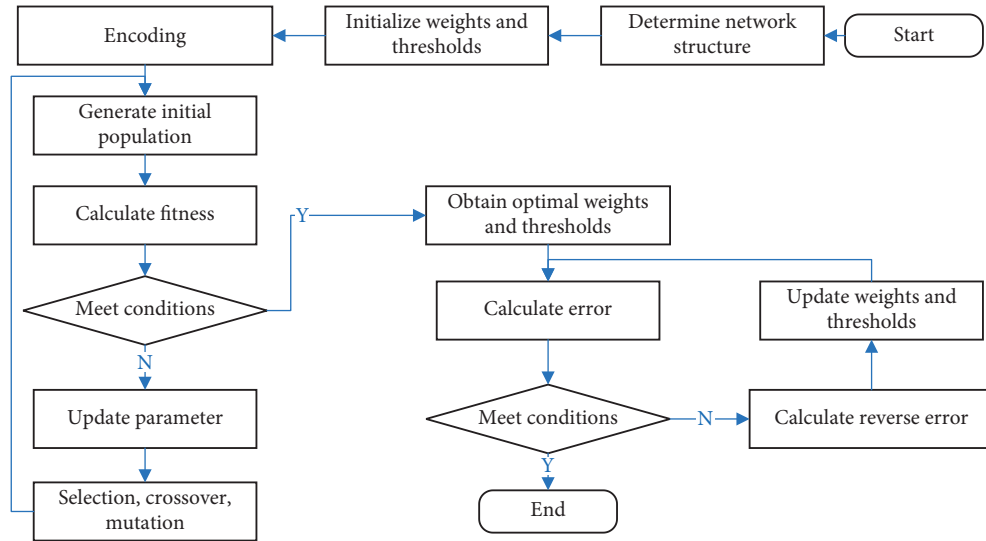 Start
Determine network
structure
Initialize weights and
thresholds
Encoding
Generate initial
population
Calculate fitness
Meet conditions
Y
N
Update parameter
Selection, crossover,
mutation
Obtain optimal weights
and thresholds
Calculate error
Meet conditions
N
Y
Calculate reverse error
Update weights and
thresholds
End